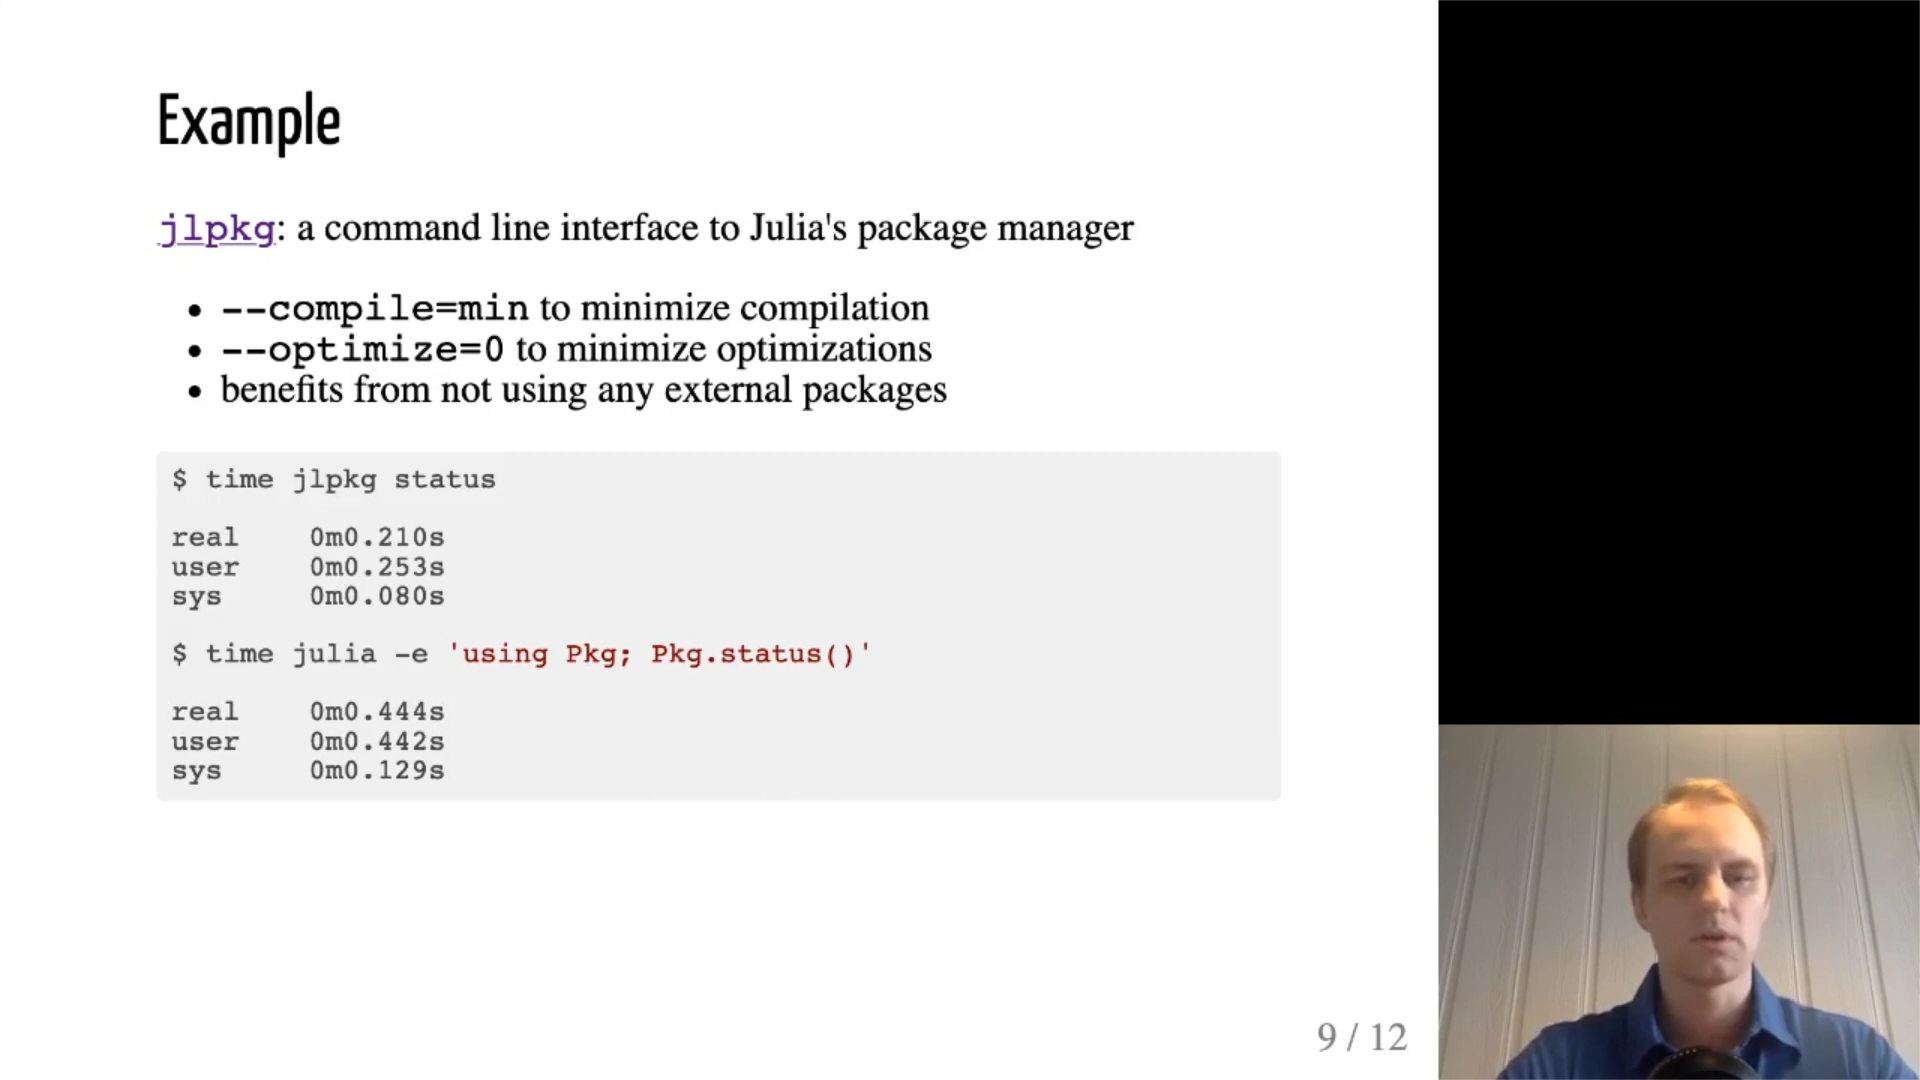 Example
jlpkg: a command line interface to Julia's package manager
• --compile=min to minimize compilation
• --optimize=0 to minimize optimizations
• benefits from not using any external packages
$ time jlpkg status
real    0m0.210s
user    0m0.253s
sys     0m0.080s
$ time julia -e 'using Pkg; Pkg.status()'
real    0m0.444s
user    0m0.442s
sys     0m0.129s
9 / 12